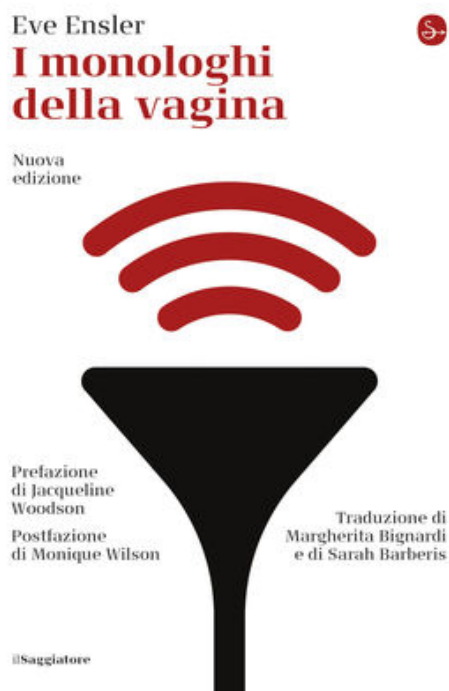 Eve Ensler
I monologhi
della vagina
Nuova
edizione
Prefazione
di Jacqueline
Woodson
Postfazione
di Monique Wilson
Traduzione di
Margherita Bignardi
e di Sarah Barberis
ilSaggiatore